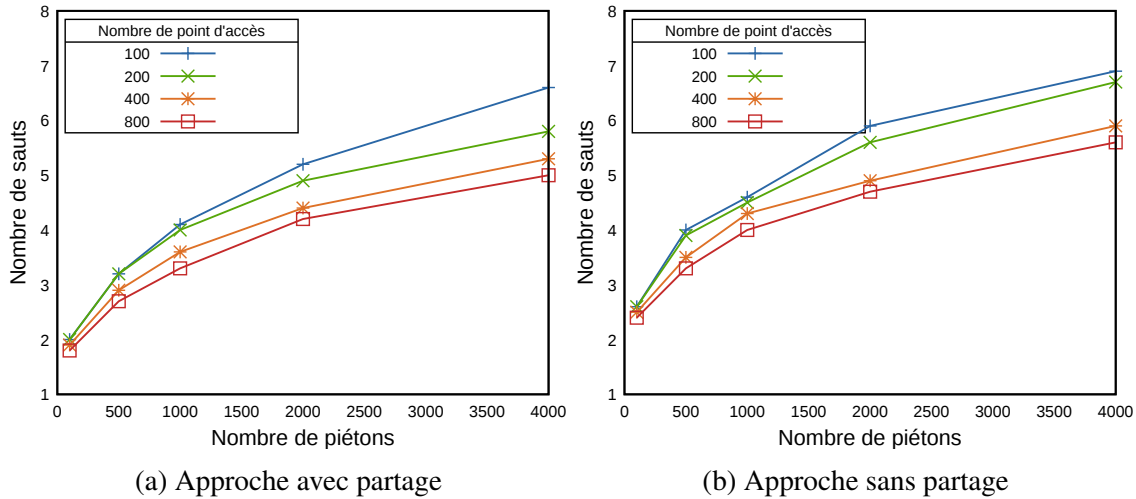 8
7
6
5
4
3
2
1
Nombre de sauts
Nombre de point d'accès
100
200
400
800
0 500 1000 1500 2000 2500 3000 3500 4000
Nombre de piétons
(a) Approche avec partage
8
7
6
5
4
3
2
1
Nombre de sauts
Nombre de point d'accès
100
200
400
800
0 500 1000 1500 2000 2500 3000 3500 4000
Nombre de piétons
(b) Approche sans partage